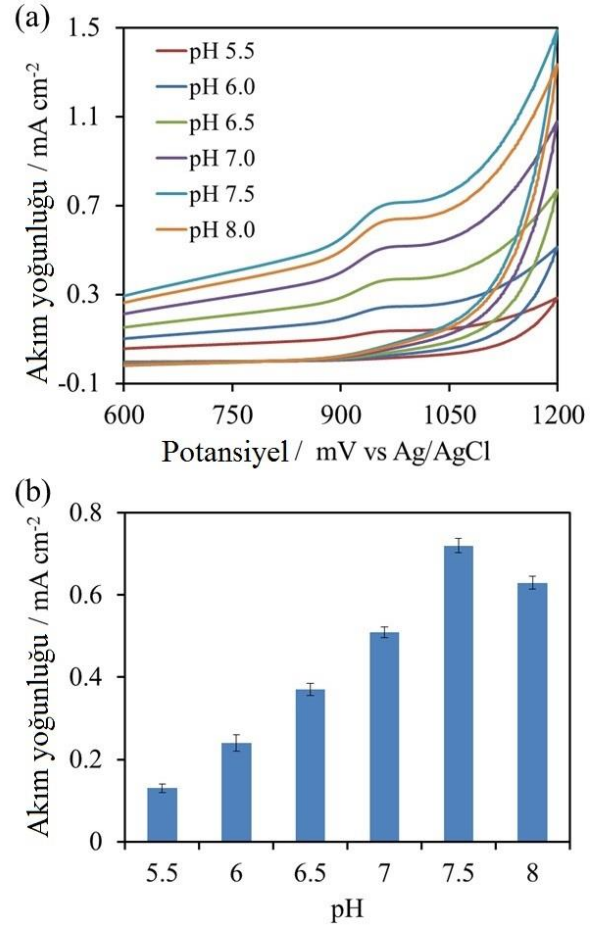 (a)
1.5
1.1
0.7
0.3
-0.1
Akım yoğunluğu / mA cm⁻²
pH 5.5
pH 6.0
pH 6.5
pH 7.0
pH 7.5
pH 8.0
600 750 900 1050 1200
Potansiyel / mV vs Ag/AgCl
(b)
0.8
0.6
0.4
0.2
0
Akım yoğunluğu / mA cm⁻²
5.5 6 6.5 7 7.5 8
pH